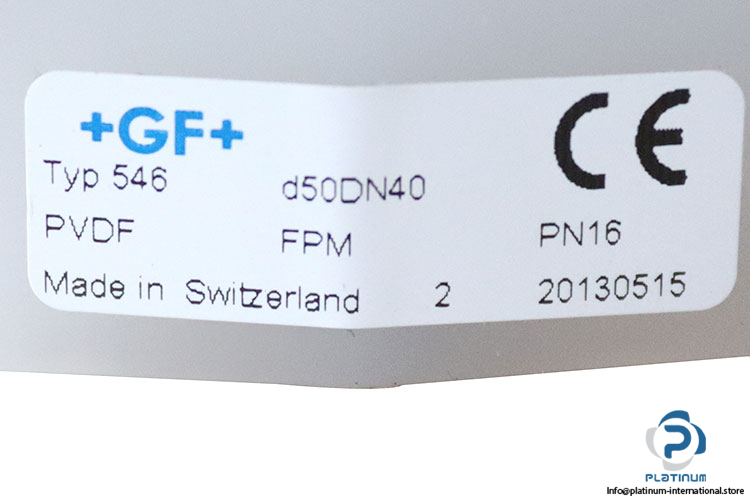 +GF+
CE
Typ 546 d50DN40
PVDF FPM PN16
Made in Switzerland 2 20130515
PLATINUM
Info@platinum-international.store